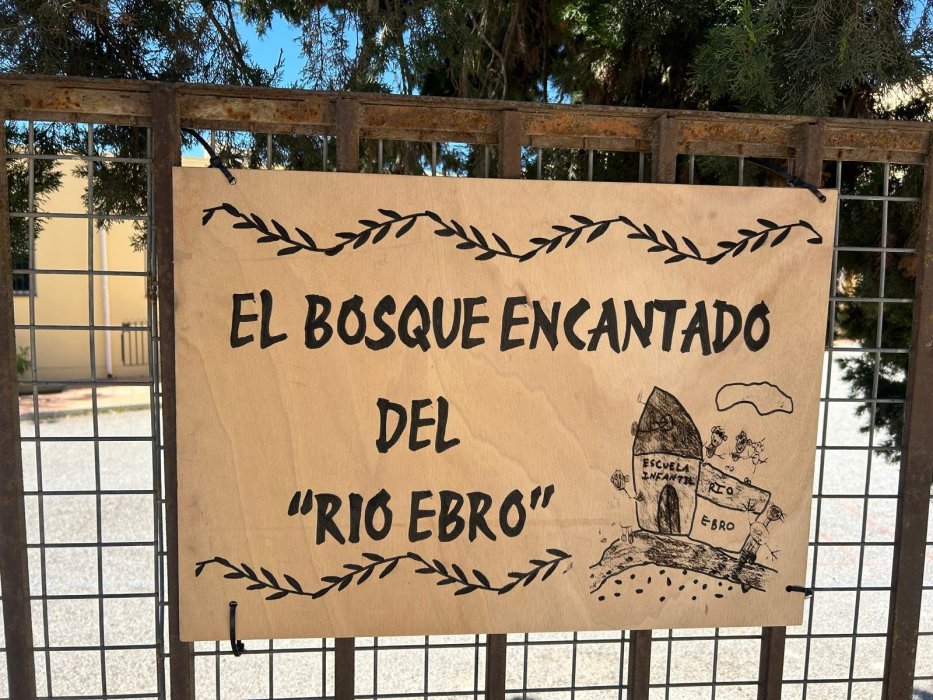 EL BOSQUE ENCANTADO
DEL
"RIO EBRO"
ESCUELA
INFANTIL
RIO
EBRO